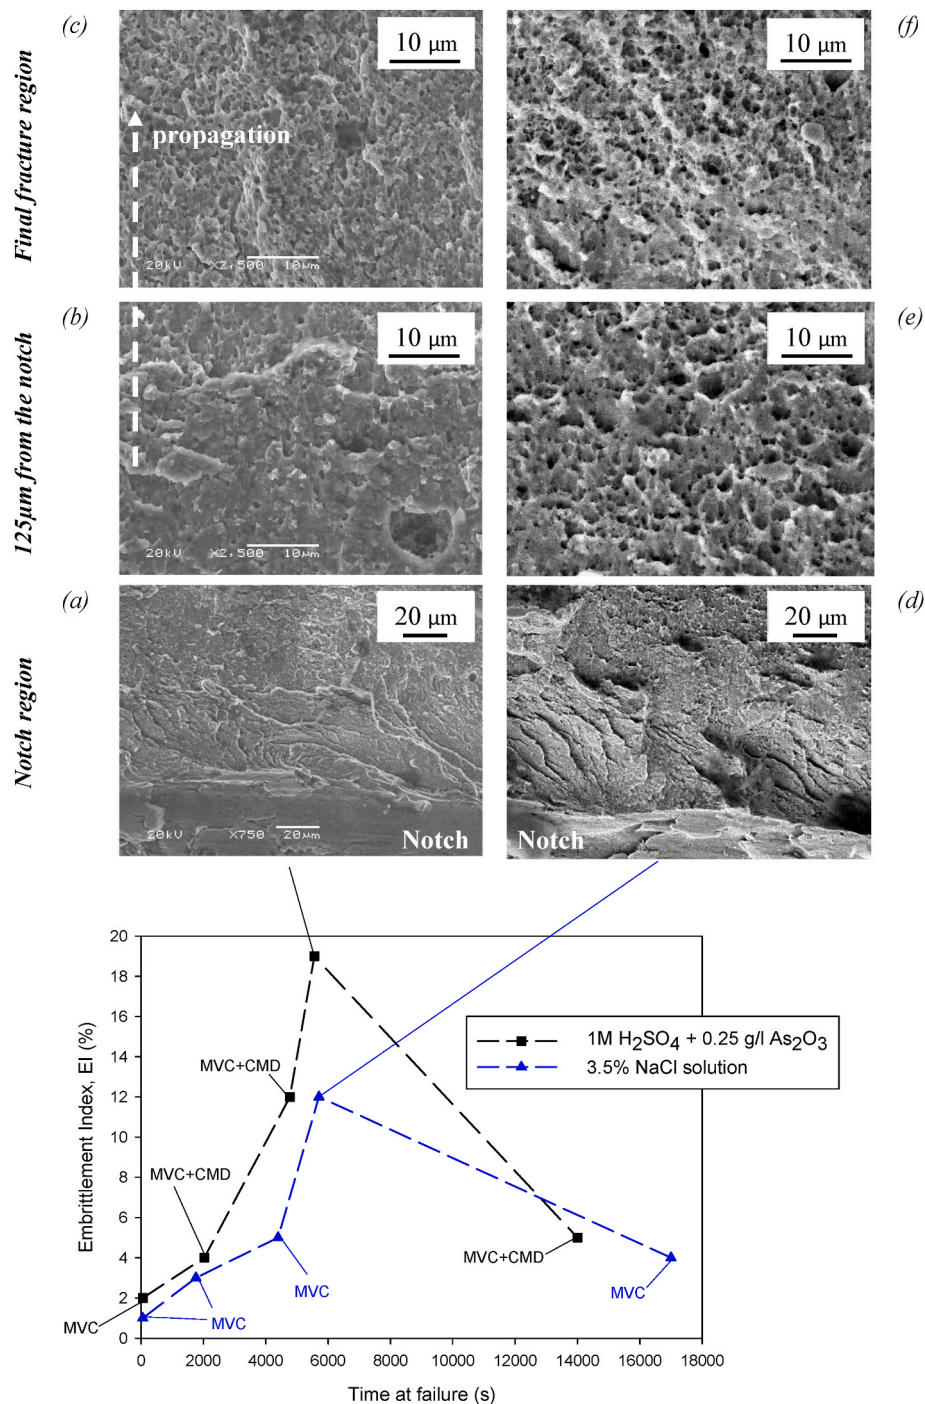 (c)
(f)
10 µm
10 µm
Final fracture region
propagation
20kV X2,500 10µm
(b)
(e)
10 µm
10 µm
125µm from the notch
20kV X2,500 10µm
(a)
(d)
20 µm
20 µm
Notch region
20kV X750 20µm
Notch
Notch
20
18
16
14
12
10
8
6
4
2
0
Embrittlement Index, EI (%)
1M H₂SO₄ + 0.25 g/l As₂O₃
3.5% NaCl solution
MVC+CMD
MVC+CMD
MVC+CMD
MVC
MVC
MVC
MVC
0 2000 4000 6000 8000 10000 12000 14000 16000 18000
Time at failure (s)